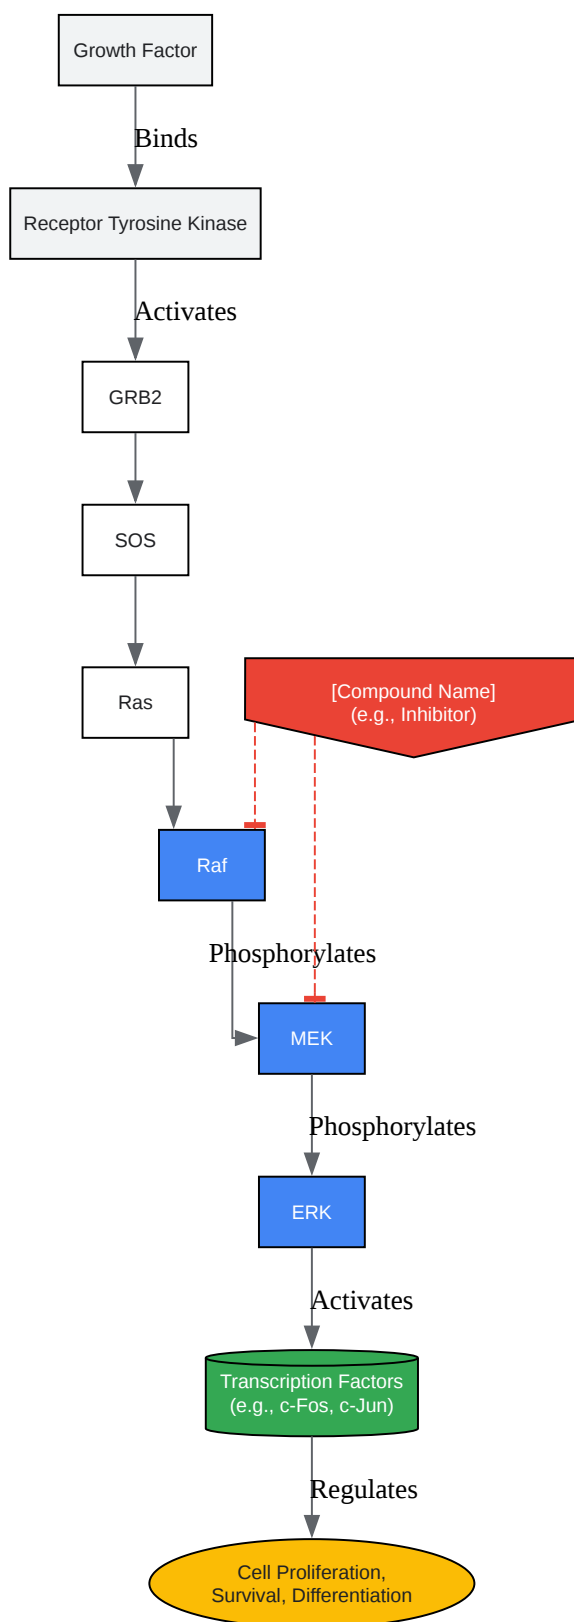 Growth Factor
Binds
Receptor Tyrosine Kinase
Activates
GRB2
SOS
Ras
[Compound Name]
(e.g., Inhibitor)
Raf
Phosphorylates
MEK
Phosphorylates
ERK
Activates
Transcription Factors
(e.g., c-Fos, c-Jun)
Regulates
Cell Proliferation,
Survival, Differentiation